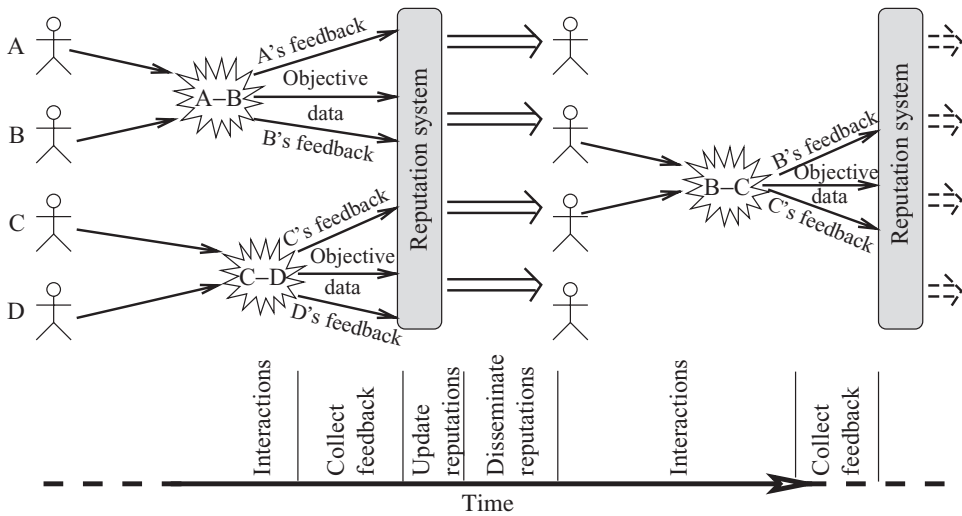 A
B
C
D
A–B
A's feedback
Objective
data
B's feedback
C–D
C's feedback
Objective
data
D's feedback
Reputation system
B–C
B's feedback
Objective
data
C's feedback
Reputation system
Interactions
Collect
feedback
Update
reputations
Disseminate
reputations
Interactions
Collect
feedback
Time